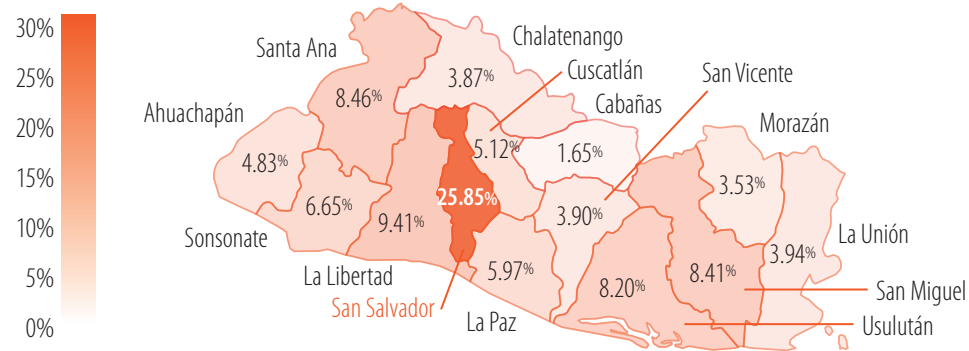 30%
25%
20%
15%
10%
5%
0%
Santa Ana
8.46%
Chalatenango
3.87%
Cuscatlán
5.12%
San Vicente
3.90%
Cabañas
1.65%
Ahuachapán
4.83%
Morazán
3.53%
Sonsonate
6.65%
La Libertad
9.41%
San Salvador
25.85%
La Paz
5.97%
8.20%
8.41%
La Unión
3.94%
San Miguel
Usulután